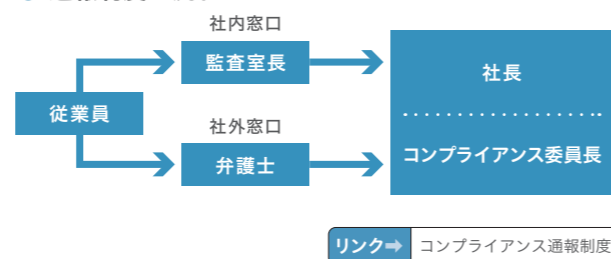 社内窓口
監査室長
従業員
社外窓口
弁護士
社長
コンプライアンス委員長
リンク➡ コンプライアンス通報制度